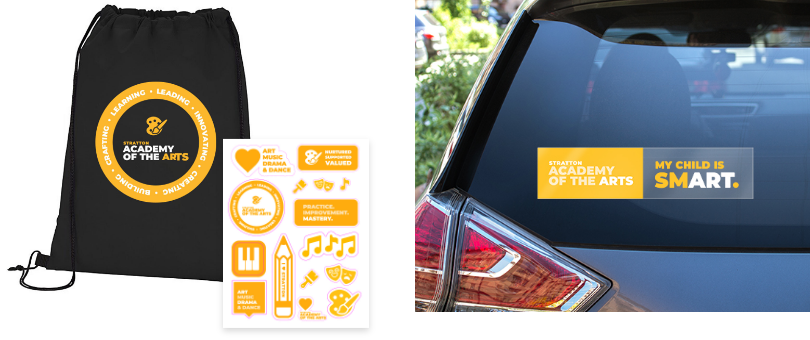 LEARNING • LEADING • INNOVATING • CREATING • BUILDING • CRAFTING •
STRATTON
ACADEMY
OF THE ARTS
ART
MUSIC
DRAMA
& DANCE
NURTURED
SUPPORTED
VALUED
ACADEMY
OF THE ARTS
PRACTICE.
IMPROVEMENT.
MASTERY.
ART
MUSIC
DRAMA
& DANCE
ACADEMY
OF THE ARTS
STRATTON
ACADEMY
OF THE ARTS
MY CHILD IS
SMART.